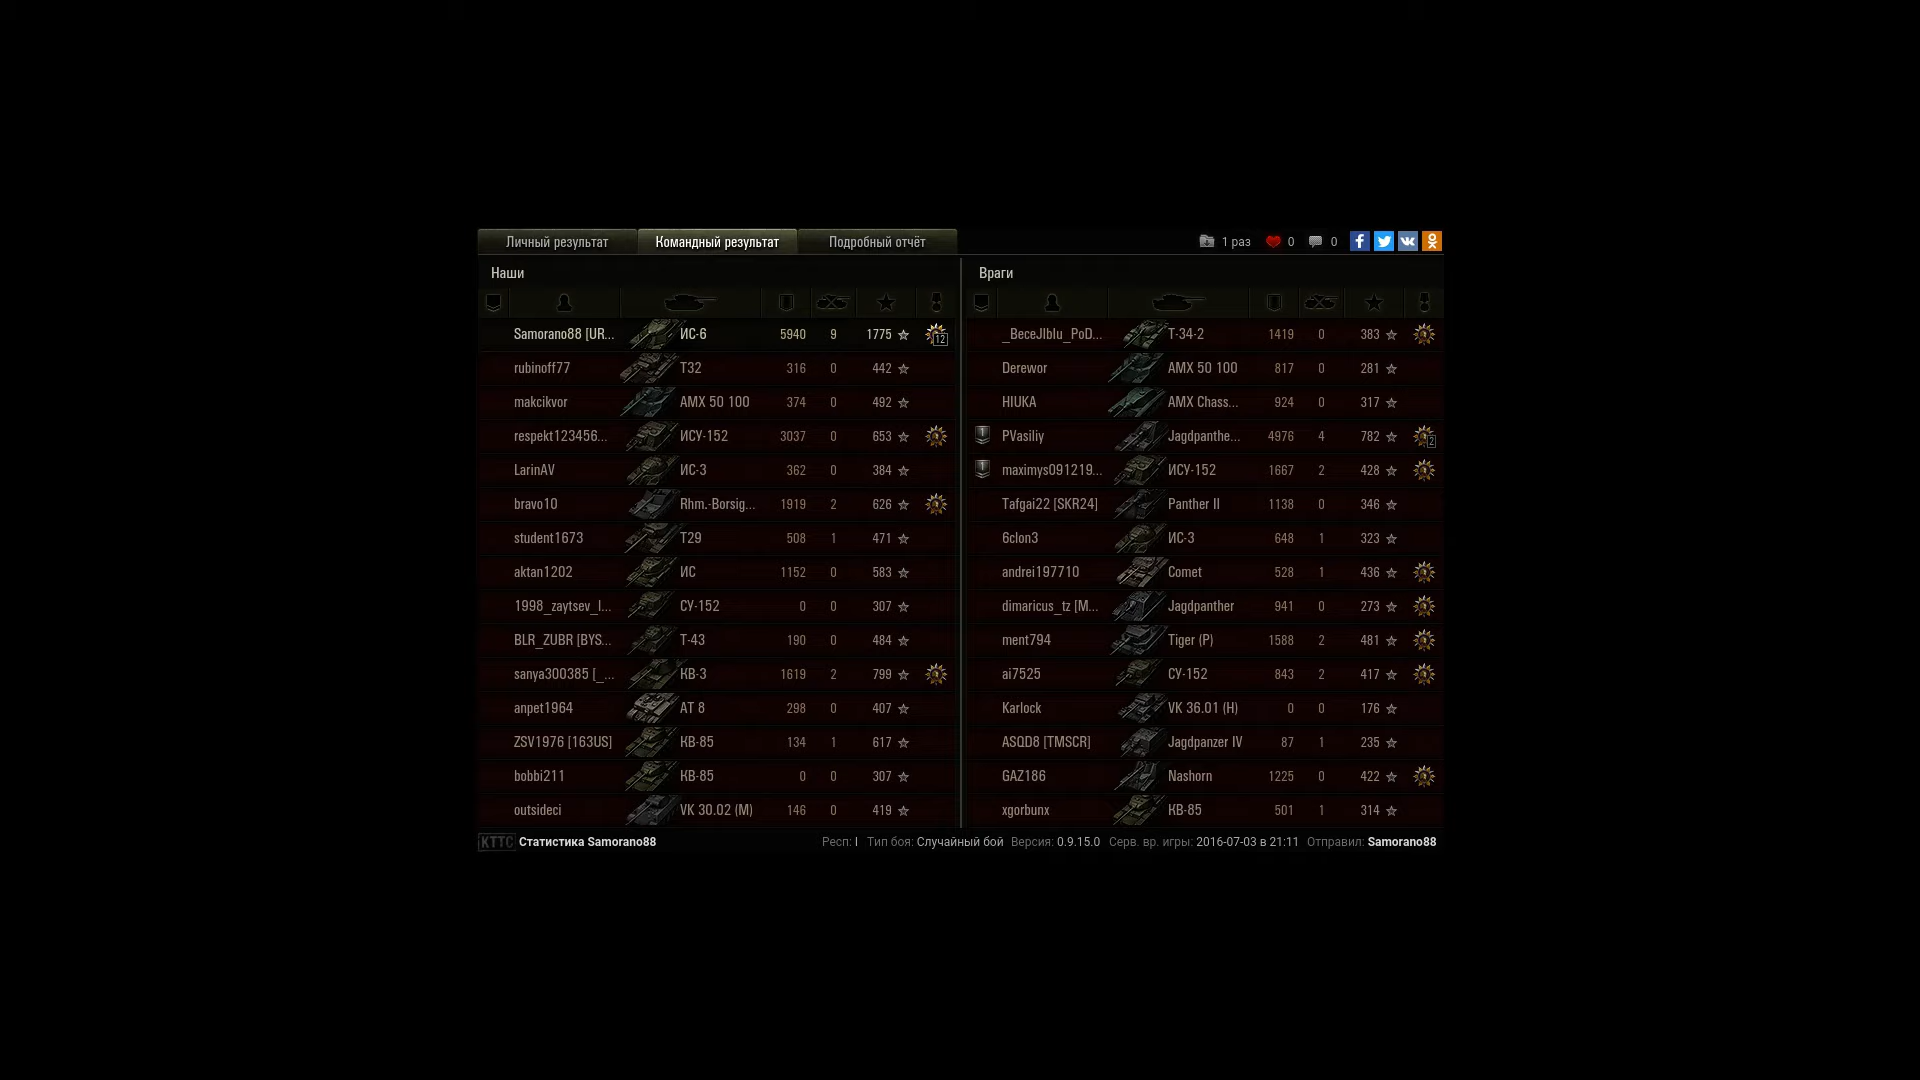 Личный результат Командный результат Подробный отчёт 1 раз 0 0
Наши Враги
Samorano88 [UR... ИС-6 5940 9 1775 12 _BeceJIblu_PoD... Т-34-2 1419 0 383
rubinoff77 T32 316 0 442 Derewor AMX 50 100 817 0 281
makcikvor AMX 50 100 374 0 492 HIUKA AMX Chass... 924 0 317
respekt123456... ИСУ-152 3037 0 653 PVasiliy Jagdpanthe... 4976 4 782 2
LarinAV ИС-3 362 0 384 maximys091219... ИСУ-152 1667 2 428
bravo10 Rhm.-Borsig... 1919 2 626 Tafgai22 [SKR24] Panther II 1138 0 346
student1673 T29 508 1 471 6clon3 ИС-3 648 1 323
aktan1202 ИС 1152 0 583 andrei197710 Comet 528 1 436
1998_zaytsev_l... СУ-152 0 0 307 dimaricus_tz [M... Jagdpanther 941 0 273
BLR_ZUBR [BYS... Т-43 190 0 484 ment794 Tiger (P) 1588 2 481
sanya300385 [_... КВ-3 1619 2 799 ai7525 СУ-152 843 2 417
anpet1964 AT 8 298 0 407 Karlock VK 36.01 (H) 0 0 176
ZSV1976 [163US] КВ-85 134 1 617 ASQD8 [TMSCR] Jagdpanzer IV 87 1 235
bobbi211 КВ-85 0 0 307 GAZ186 Nashorn 1225 0 422
outsideci VK 30.02 (M) 146 0 419 xgorbunx КВ-85 501 1 314
КТТС Статистика Samorano88 Респ: I Тип боя: Случайный бой Версия: 0.9.15.0 Серв. вр. игры: 2016-07-03 в 21:11 Отправил: Samorano88